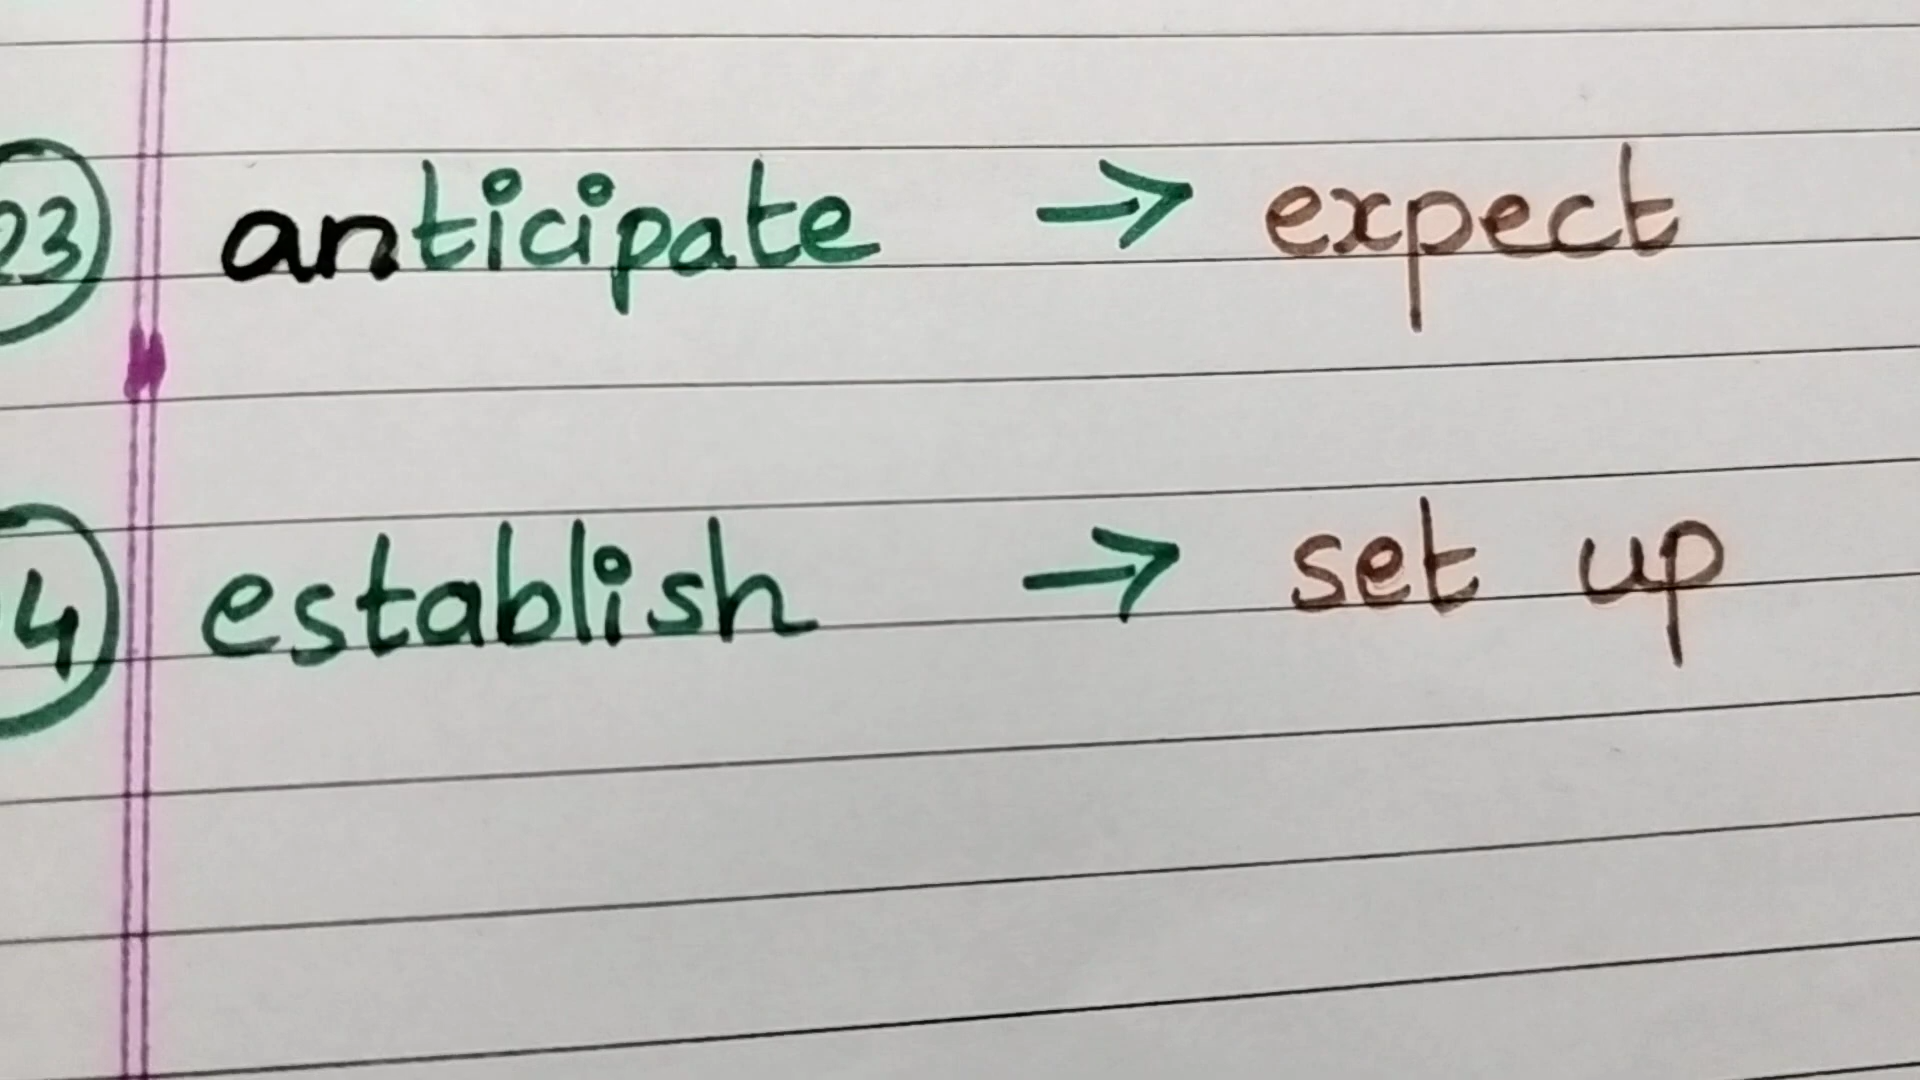 23 anticipate → expect
4 establish → set up